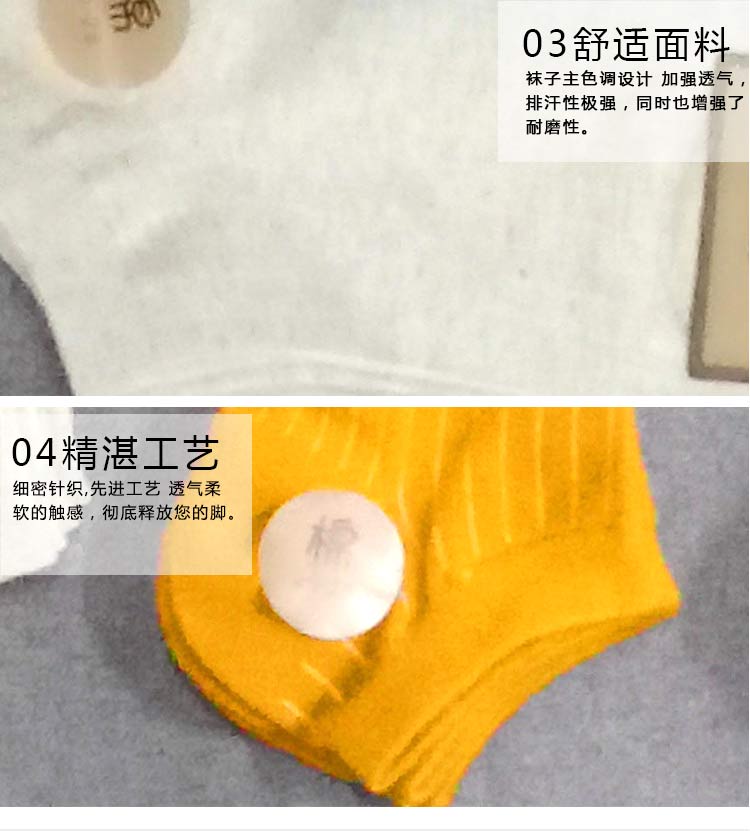 03舒适面料
袜子主色调设计 加强透气，
排汗性极强，同时也增强了
耐磨性。
04精湛工艺
细密针织,先进工艺 透气柔
软的触感，彻底释放您的脚。